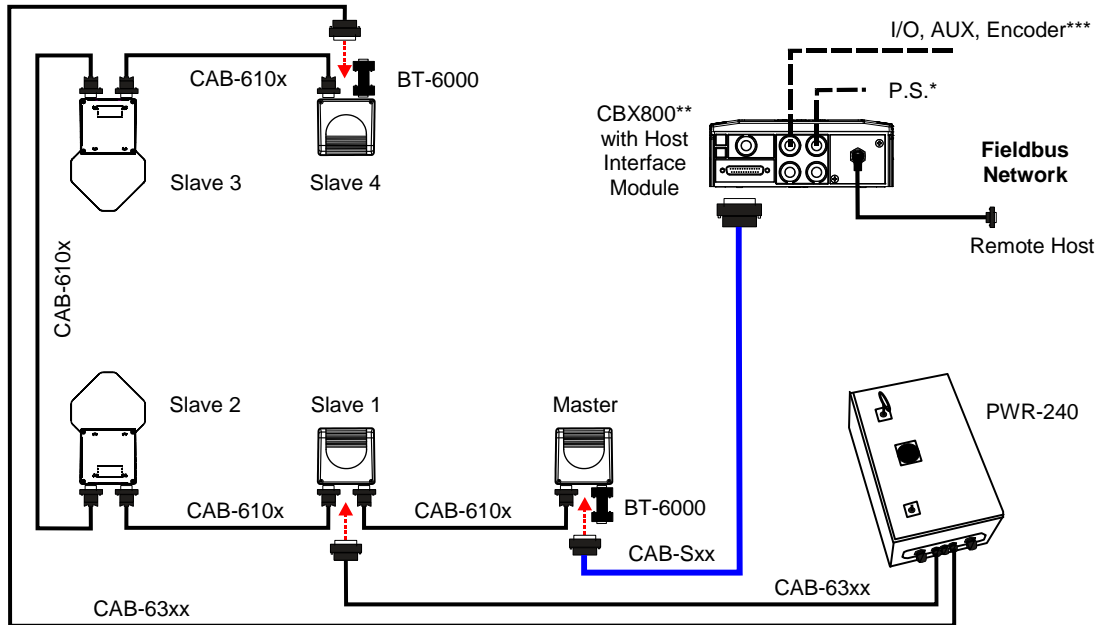 I/O, AUX, Encoder***
CAB-610x
BT-6000
P.S.*
CBX800**
with Host
Interface
Module
Fieldbus
Network
Slave 3
Slave 4
Remote Host
CAB-610x
Slave 2
Slave 1
Master
PWR-240
CAB-610x
CAB-610x
BT-6000
CAB-Sxx
CAB-63xx
CAB-63xx